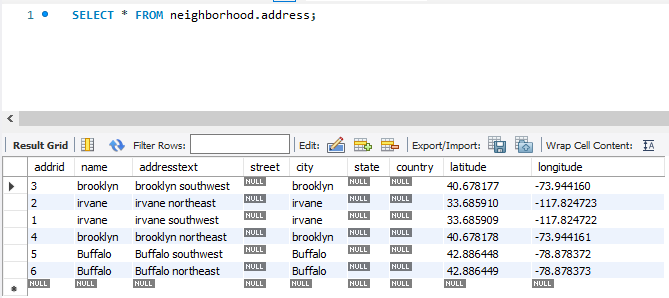 1 SELECT * FROM neighborhood.address;
Result Grid Filter Rows: Edit: Export/Import: Wrap Cell Content:
addrid name addresstext street city state country latitude longitude
3 brooklyn brooklyn southwest NULL brooklyn NULL NULL 40.678177 -73.944160
2 irvane irvane northeast NULL irvane NULL NULL 33.685910 -117.824723
1 irvane irvane southwest NULL irvane NULL NULL 33.685909 -117.824722
4 brooklyn brooklyn northeast NULL brooklyn NULL NULL 40.678178 -73.944161
5 Buffalo Buffalo southwest NULL Buffalo NULL NULL 42.886448 -78.878372
6 Buffalo Buffalo northeast NULL Buffalo NULL NULL 42.886449 -78.878373
NULL NULL NULL NULL NULL NULL NULL NULL NULL